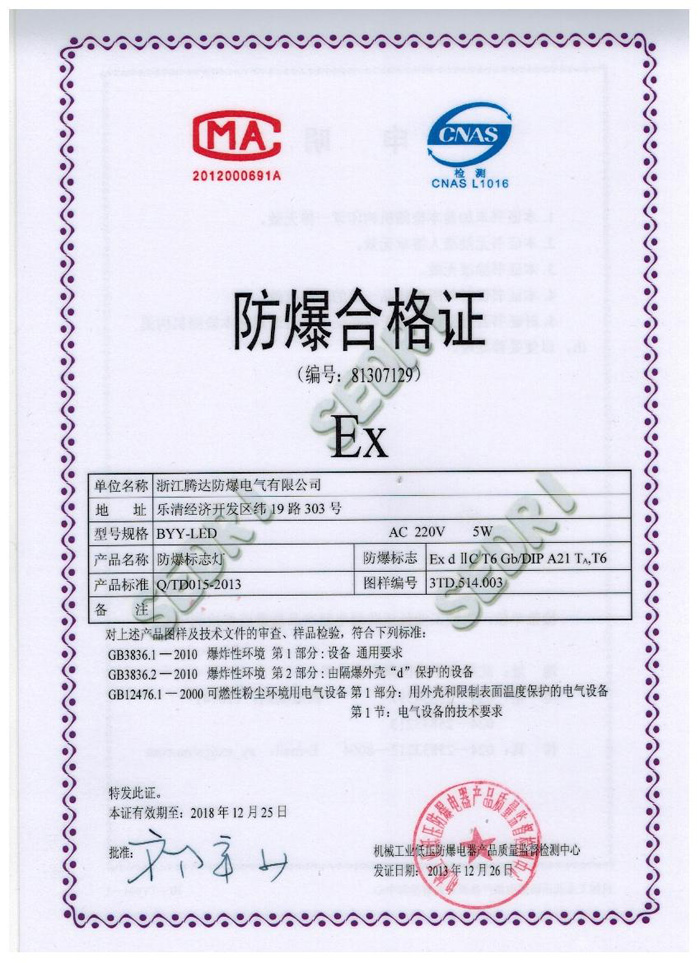 CMA
2012000691A
CNAS
检 测
CNAS L1016
防爆合格证
（编号：81307129）
Ex
单位名称 浙江腾达防爆电气有限公司
地 址 乐清经济开发区纬19路303号
型号规格 BYY-LED AC 220V 5W
产品名称 防爆标志灯 防爆标志 Ex d ⅡC T6 Gb/DIP A21 TA,T6
产品标准 Q/TD015-2013 图样编号 3TD.514.003
备 注
对上述产品图样及技术文件的审查、样品检验，符合下列标准：
GB3836.1—2010 爆炸性环境 第1部分：设备 通用要求
GB3836.2—2010 爆炸性环境 第2部分：由隔爆外壳“d”保护的设备
GB12476.1—2000 可燃性粉尘环境用电气设备 第1部分：用外壳和限制表面温度保护的电气设备
第1节：电气设备的技术要求
特发此证。
本证有效期至：2018年12月25日
批准：
机械工业低压防爆电器产品质量监督检测中心
发证日期：2013年12月26日
SEDRI
SEDRI
SEDRI